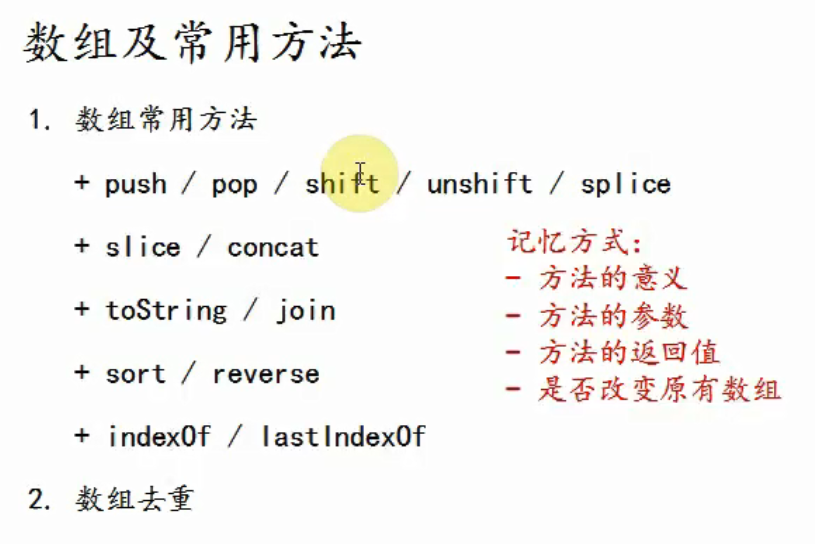 数组及常用方法
1. 数组常用方法
+ push / pop / shift / unshift / splice
+ slice / concat
+ toString / join
+ sort / reverse
+ indexOf / lastIndexOf
记忆方式:
- 方法的意义
- 方法的参数
- 方法的返回值
- 是否改变原有数组
2. 数组去重